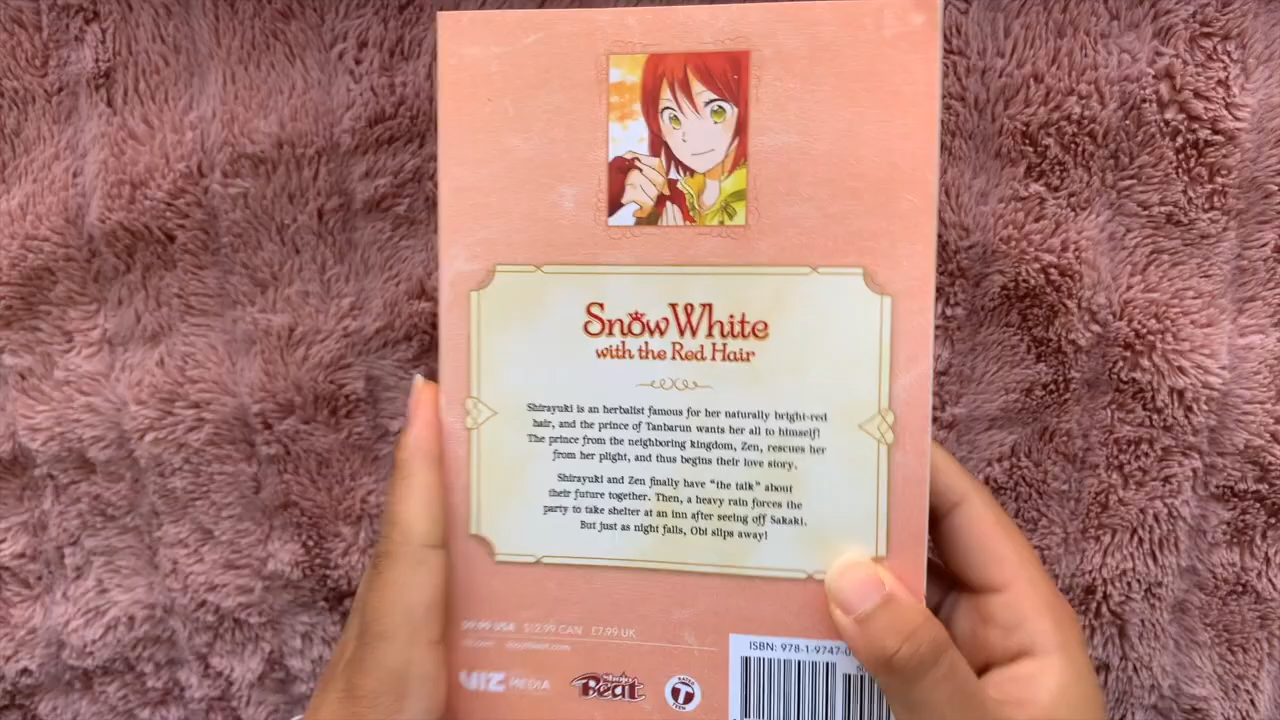 Snow White
with the Red Hair
Shirayuki is an herbalist famous for her naturally bright-red
hair, and the prince of Tanbarun wants her all to himself!
The prince from the neighboring kingdom, Zen, rescues her
from her plight, and thus begins their love story.
Shirayuki and Zen finally have “the talk” about
their future together. Then, a heavy rain forces the
party to take shelter at an inn after seeing off Sakaki.
But just as night falls, Obi slips away!
$9.99 USA $12.99 CAN £7.99 UK
VIZ MEDIA
Shojo
Beat
RATED
T
TEEN
ISBN: 978-1-9747-0